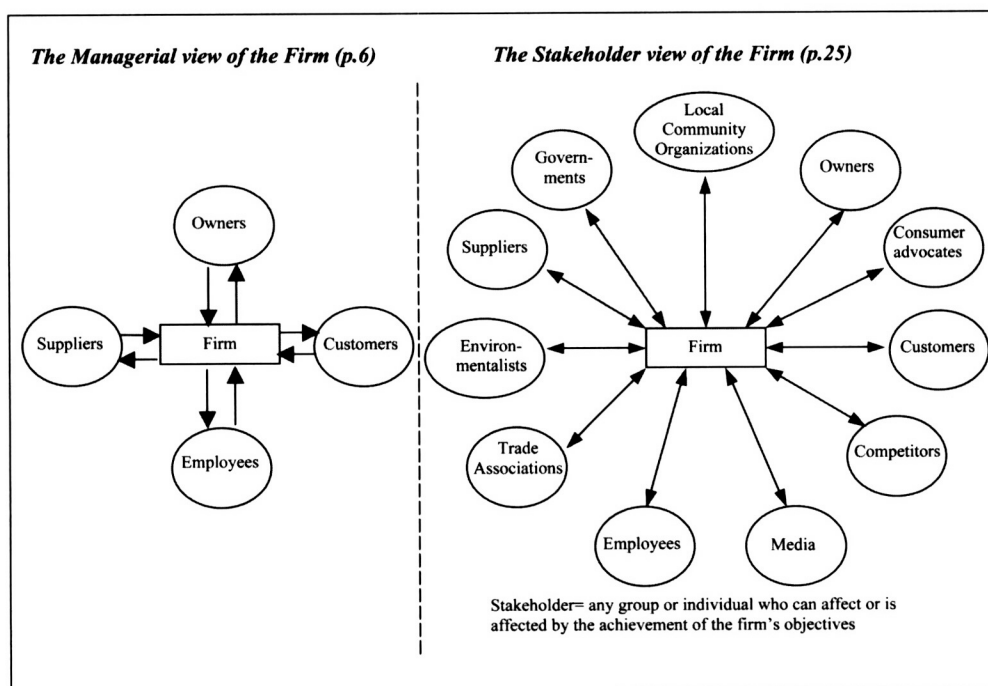 The Managerial view of the Firm (p.6)
Owners
Suppliers
Firm
Customers
Employees
The Stakeholder view of the Firm (p.25)
Local
Community
Organizations
Govern-
ments
Owners
Suppliers
Consumer
advocates
Environ-
mentalists
Firm
Customers
Trade
Associations
Competitors
Employees
Media
Stakeholder= any group or individual who can affect or is
affected by the achievement of the firm's objectives